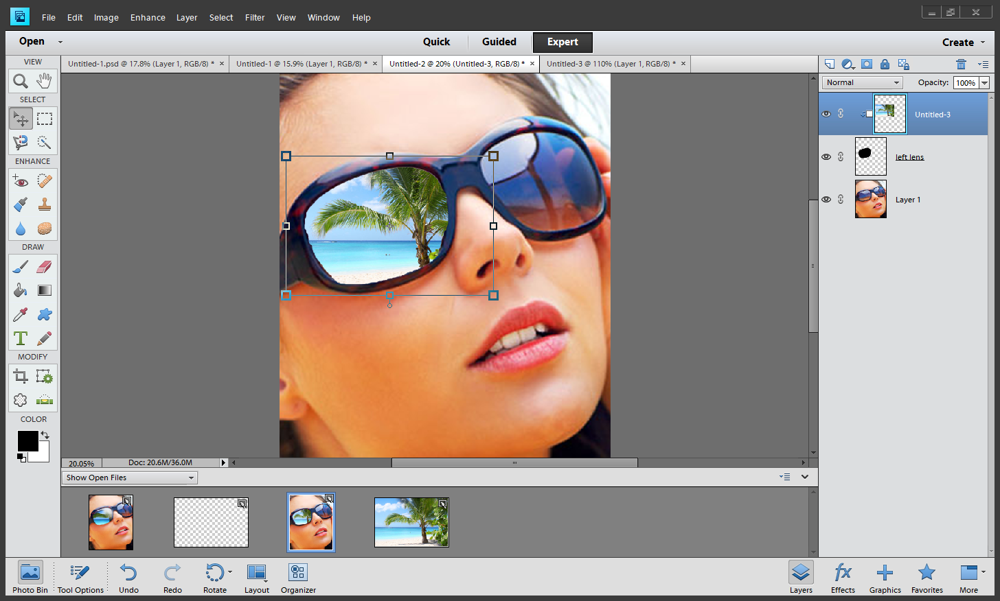 File Edit Image Enhance Layer Select Filter View Window Help
Open Quick Guided Expert Create
VIEW
Untitled-1.psd @ 17.8% (Layer 1, RGB/8) * × Untitled-1 @ 15.9% (Layer 1, RGB/8) * × Untitled-2 @ 20% (Untitled-3, RGB/8) * × Untitled-3 @ 110% (Layer 1, RGB/8) * ×
Normal Opacity: 100%
SELECT
Untitled-3
ENHANCE
left lens
Layer 1
DRAW
T
MODIFY
COLOR
20.05% Doc: 20.6M/36.0M
Show Open Files
fx
Photo Bin Tool Options Undo Redo Rotate Layout Organizer Layers Effects Graphics Favorites More